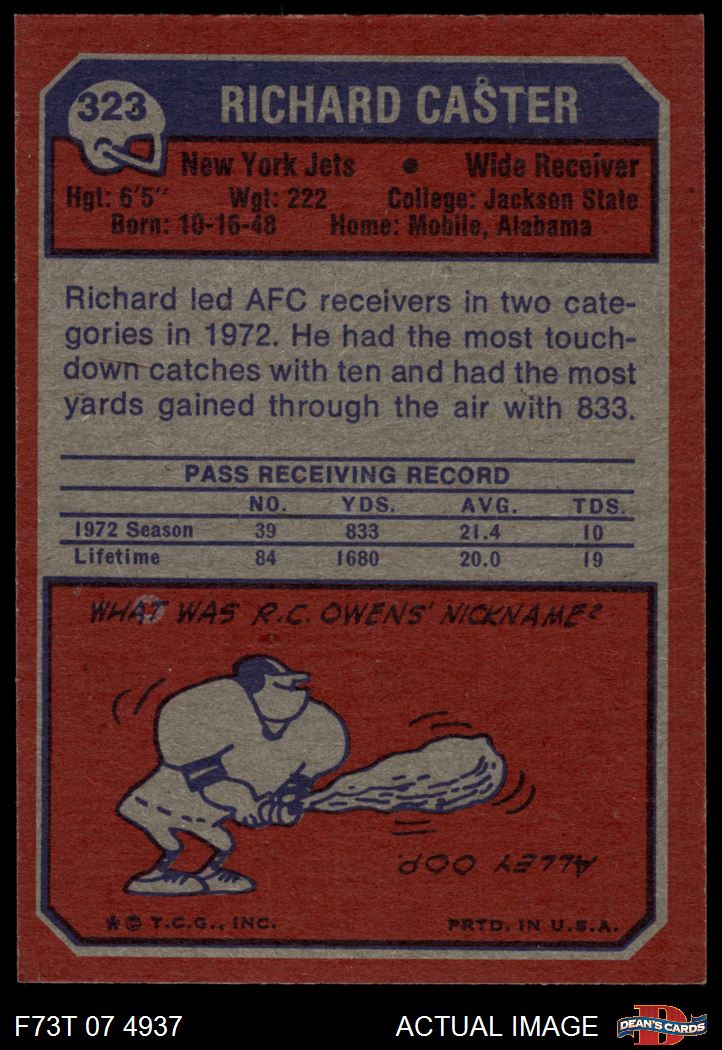 323
RICHARD CASTER
New York Jets • Wide Receiver
Hgt: 6'5" Wgt: 222 College: Jackson State
Born: 10-16-48 Home: Mobile, Alabama
Richard led AFC receivers in two cate-
gories in 1972. He had the most touch-
down catches with ten and had the most
yards gained through the air with 833.
PASS RECEIVING RECORD
NO. YDS. AVG. TDS.
1972 Season 39 833 21.4 10
Lifetime 84 1680 20.0 19
WHAT WAS R.C. OWENS' NICKNAME?
ALLEY OOP.
* © T.C.G., INC. PRTD. IN U.S.A.
F73T 07 4937 ACTUAL IMAGE D DEAN'S CARDS